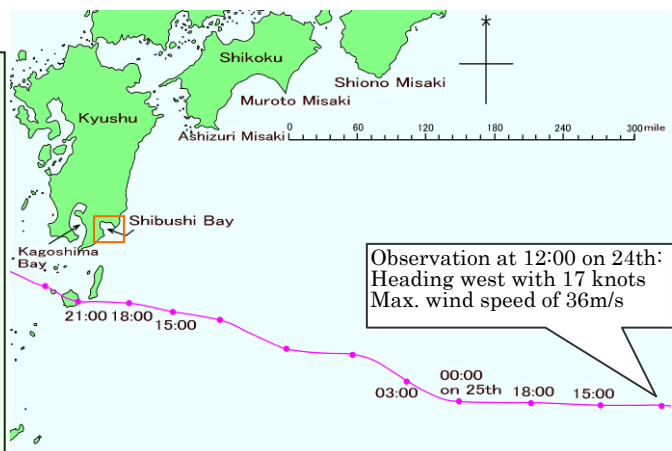 Shikoku
Shiono Misaki
Kyushu
Muroto Misaki
Ashizuri Misaki
0 60 120 180 240 300 mile
Shibushi Bay
Kagoshima
Bay
Observation at 12:00 on 24th:
Heading west with 17 knots
Max. wind speed of 36m/s
21:00 18:00 15:00
03:00
00:00
on 25th
18:00
15:00